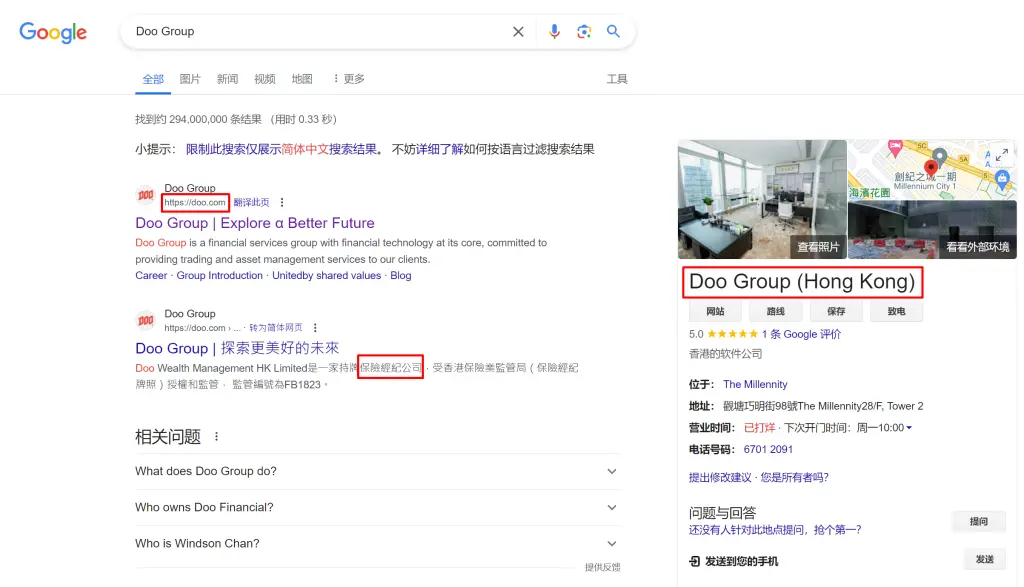 Google
Doo Group
全部 图片 新闻 视频 地图 更多 工具
找到约 294,000,000 条结果 （用时 0.33 秒）
小提示： 限制此搜索仅展示简体中文搜索结果。 不妨详细了解如何按语言过滤搜索结果
Doo Group
https://doo.com · 翻译此页
Doo Group | Explore α Better Future
Doo Group is a financial services group with financial technology at its core, committed to
providing trading and asset management services to our clients.
Career · Group Introduction · Unitedby shared values · Blog
Doo Group
https://doo.com › ... · 转为简体网页
Doo Group | 探索更美好的未來
Doo Wealth Management HK Limited是一家持牌保險經紀公司 · 受香港保險業監管局（保險經紀
牌照）授權和監管 · 監管編號為FB1823。
相关问题
What does Doo Group do?
Who owns Doo Financial?
Who is Windson Chan?
提供反馈
創紀之城一期
Millennium City 1
海濱花園
查看照片
看看外部环境
Doo Group (Hong Kong)
网站 路线 保存 致电
5.0 1 条 Google 评价
香港的软件公司
位于： The Millennity
地址： 觀塘巧明街98號The Millennity28/F, Tower 2
营业时间： 已打烊 · 下次开门时间：周一10:00
电话号码： 6701 2091
提出修改建议 · 您是所有者吗?
问题与回答
还没有人针对此地点提问，抢个第一?
提问
发送到您的手机
发送